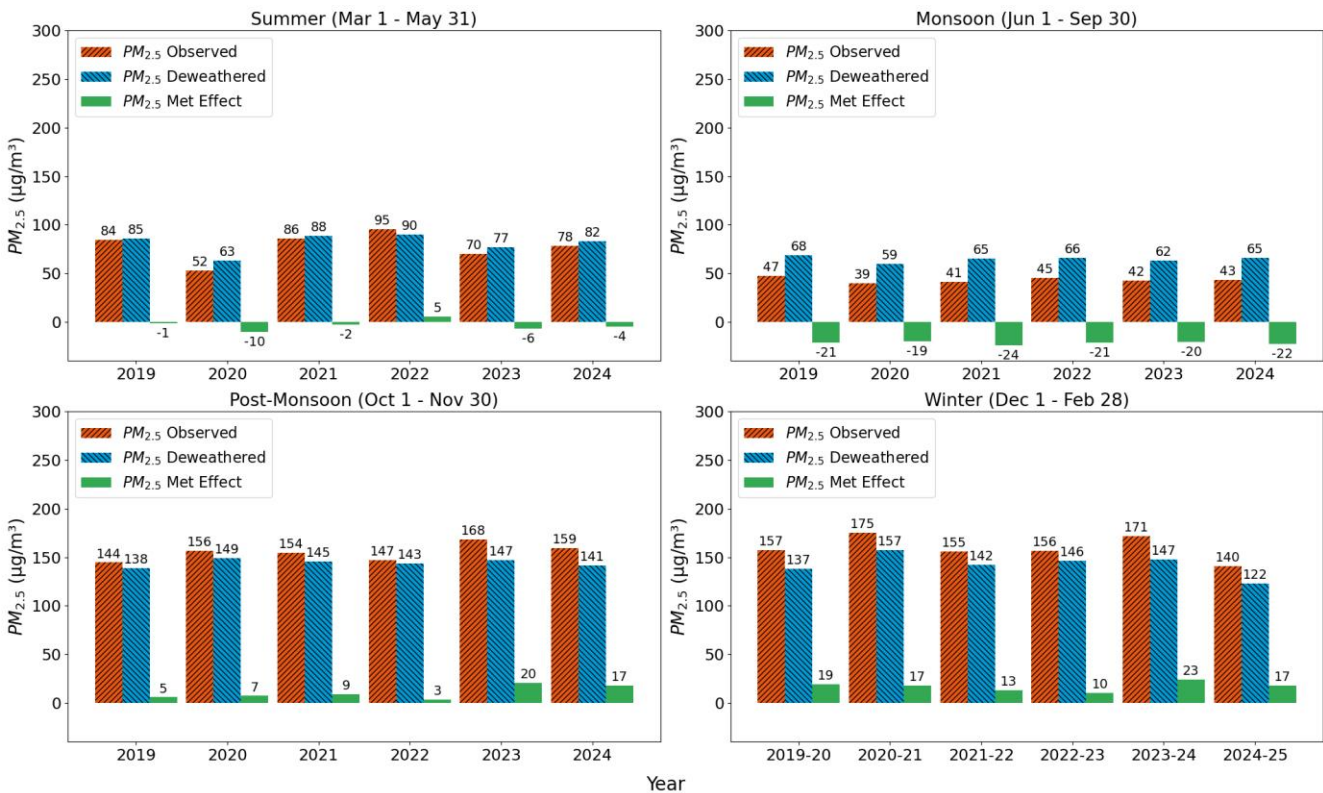 Summer (Mar 1 - May 31)
300
250
200
150
100
50
0
PM2.5 (μg/m³)
PM2.5 Observed
PM2.5 Deweathered
PM2.5 Met Effect
84 85 -1
52 63 -10
86 88 -2
95 90 5
70 77 -6
78 82 -4
2019 2020 2021 2022 2023 2024
Monsoon (Jun 1 - Sep 30)
300
250
200
150
100
50
0
PM2.5 (μg/m³)
PM2.5 Observed
PM2.5 Deweathered
PM2.5 Met Effect
47 68 -21
39 59 -19
41 65 -24
45 66 -21
42 62 -20
43 65 -22
2019 2020 2021 2022 2023 2024
Post-Monsoon (Oct 1 - Nov 30)
300
250
200
150
100
50
0
PM2.5 (μg/m³)
PM2.5 Observed
PM2.5 Deweathered
PM2.5 Met Effect
144 138 5
156 149 7
154 145 9
147 143 3
168 147 20
159 141 17
2019 2020 2021 2022 2023 2024
Winter (Dec 1 - Feb 28)
300
250
200
150
100
50
0
PM2.5 (μg/m³)
PM2.5 Observed
PM2.5 Deweathered
PM2.5 Met Effect
157 137 19
175 157 17
155 142 13
156 146 10
171 147 23
140 122 17
2019-20 2020-21 2021-22 2022-23 2023-24 2024-25
Year